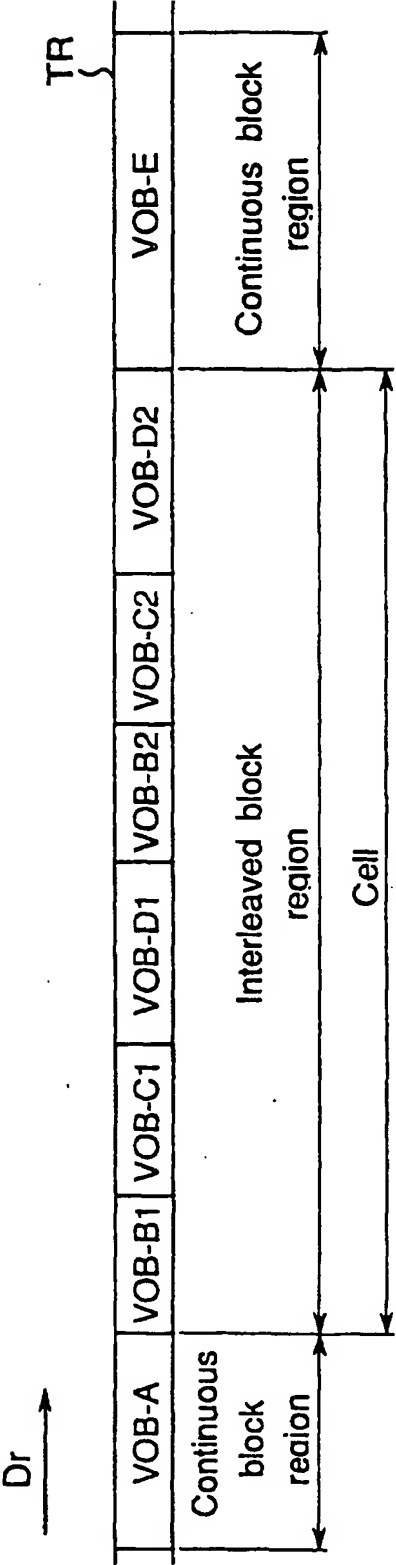 Dr
TR
VOB-A
VOB-B1
VOB-C1
VOB-D1
VOB-B2
VOB-C2
VOB-D2
VOB-E
Continuous
block
region
Interleaved block
region
Continuous block
region
Cell